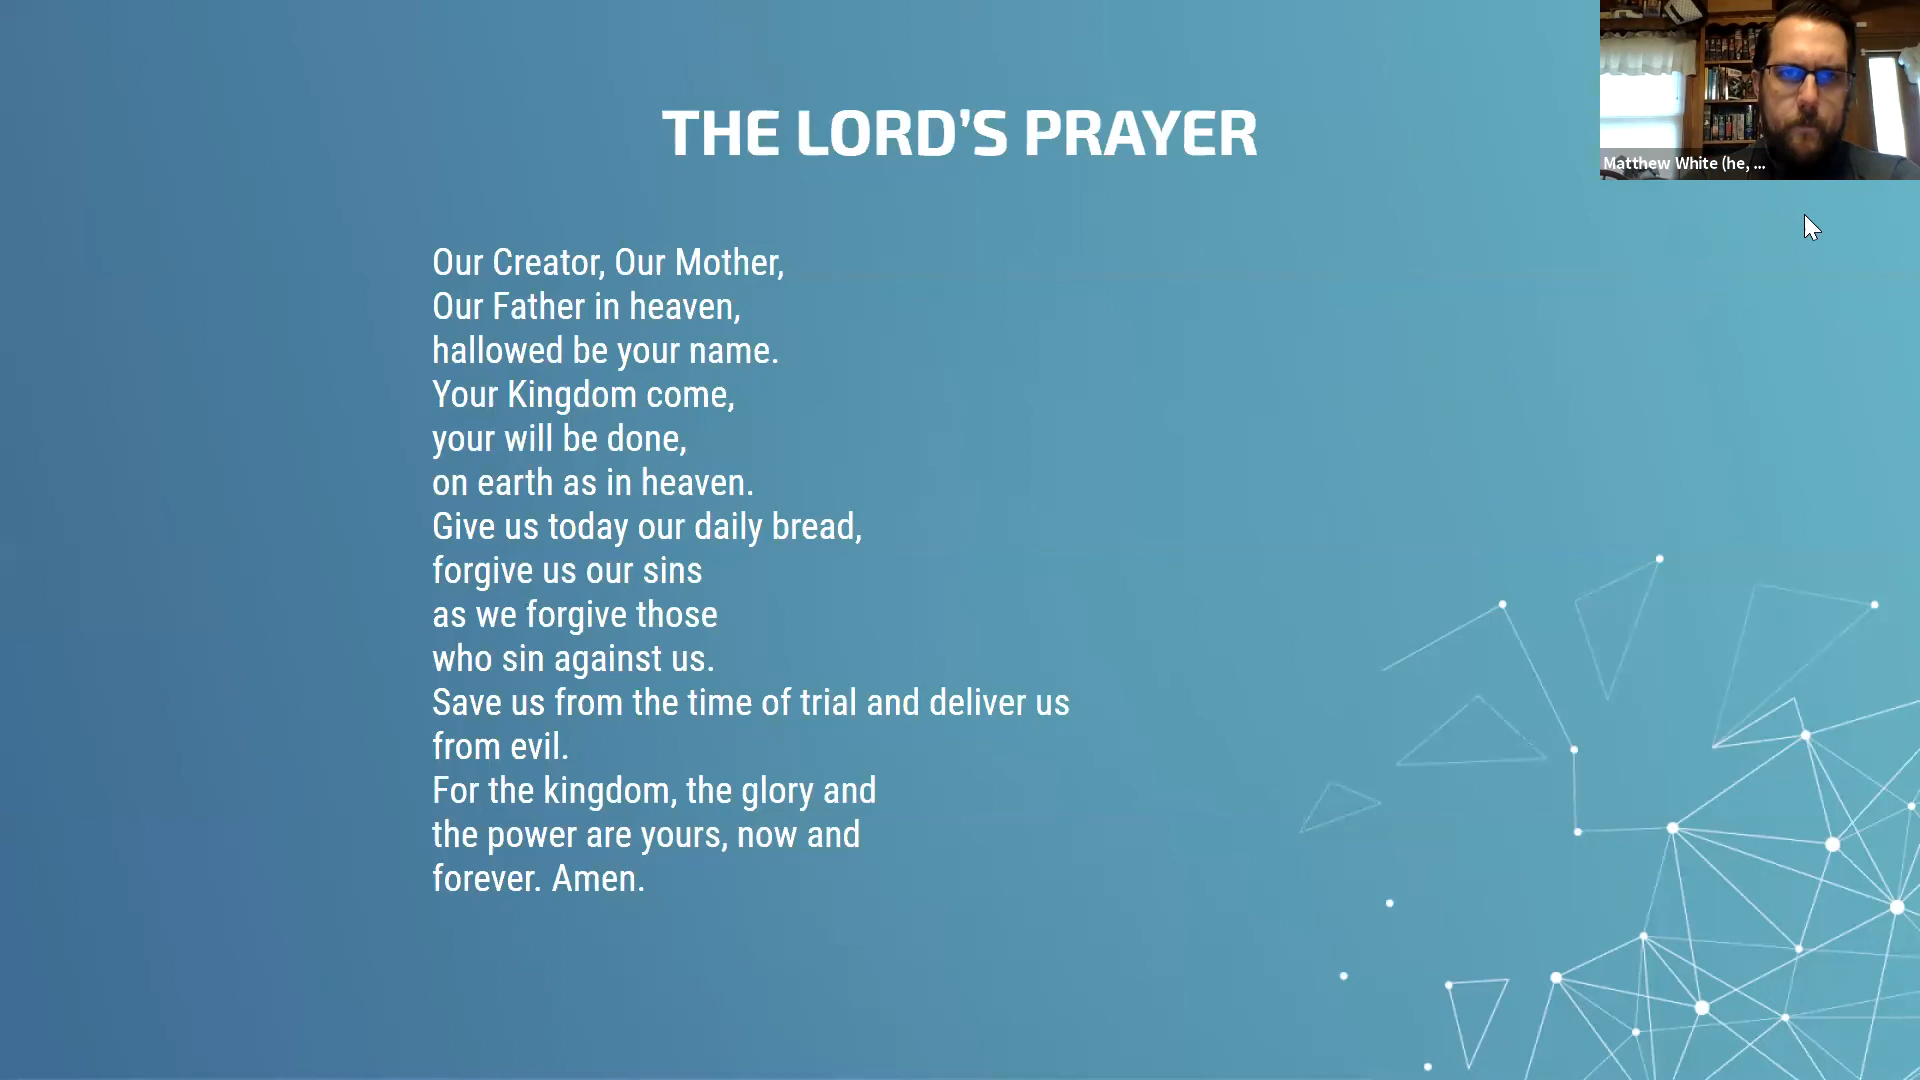 THE LORD’S PRAYER
Matthew White (he, ...
Our Creator, Our Mother,
Our Father in heaven,
hallowed be your name.
Your Kingdom come,
your will be done,
on earth as in heaven.
Give us today our daily bread,
forgive us our sins
as we forgive those
who sin against us.
Save us from the time of trial and deliver us
from evil.
For the kingdom, the glory and
the power are yours, now and
forever. Amen.